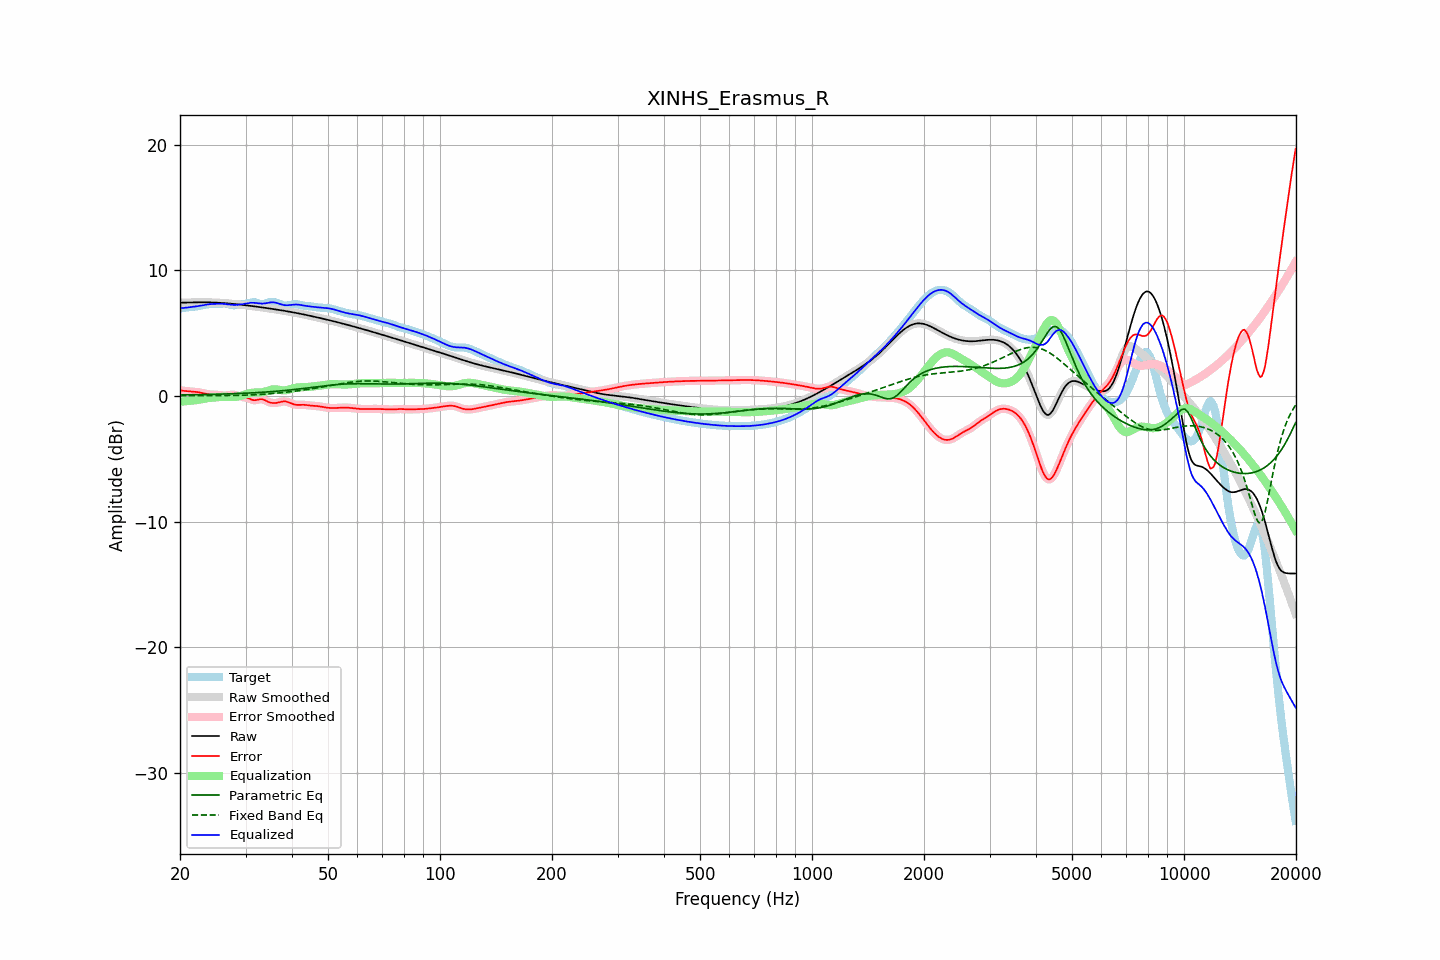 XINHS_Erasmus_R
Amplitude (dBr)
20
10
0
−10
−20
−30
Target
Raw Smoothed
Error Smoothed
Raw
Error
Equalization
Parametric Eq
Fixed Band Eq
Equalized
20 50 100 200 500 1000 2000 5000 10000 20000
Frequency (Hz)